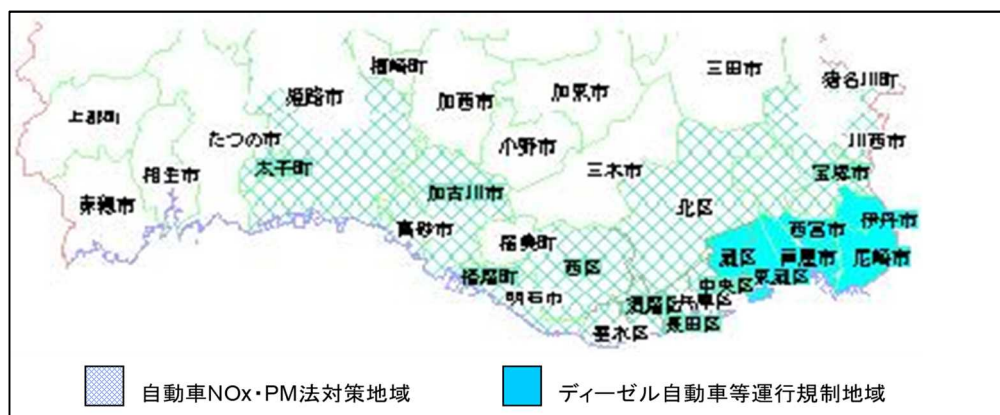 福崎町
三田市
猪名川町
姫路市
加西市
加東市
上郡町
たつの市
小野市
川西市
太子町
三木市
宝塚市
相生市
加古川市
赤穂市
北区
伊丹市
高砂市
西宮市
稲美町
灘区
芦屋市
尼崎市
西区
播磨町
中央区
東灘区
明石市
須磨区
兵庫区
長田区
垂水区
自動車NOx・PM法対策地域
ディーゼル自動車等運行規制地域